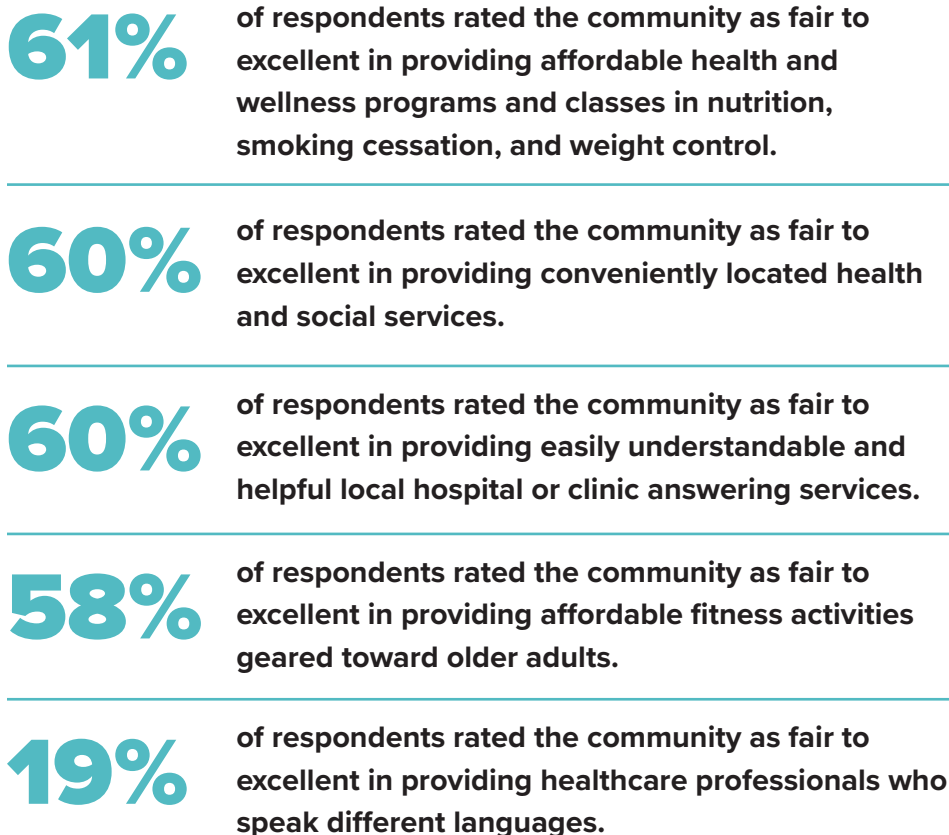 61%
of respondents rated the community as fair to
excellent in providing affordable health and
wellness programs and classes in nutrition,
smoking cessation, and weight control.
60%
of respondents rated the community as fair to
excellent in providing conveniently located health
and social services.
60%
of respondents rated the community as fair to
excellent in providing easily understandable and
helpful local hospital or clinic answering services.
58%
of respondents rated the community as fair to
excellent in providing affordable fitness activities
geared toward older adults.
19%
of respondents rated the community as fair to
excellent in providing healthcare professionals who
speak different languages.